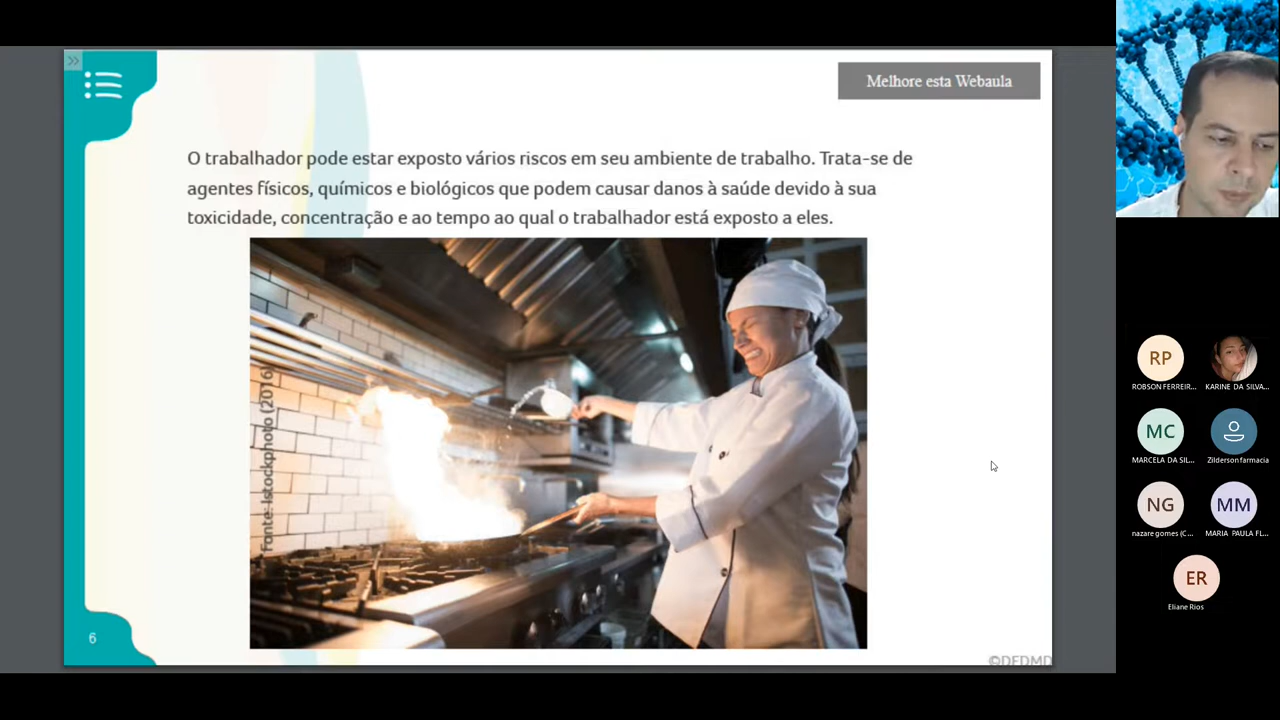 Melhore esta Webaula
O trabalhador pode estar exposto vários riscos em seu ambiente de trabalho. Trata-se de
agentes físicos, químicos e biológicos que podem causar danos à saúde devido à sua
toxicidade, concentração e ao tempo ao qual o trabalhador está exposto a eles.
Fonte: Istockphoto (2016)
6
©DEDMD
RP
ROBSON FERREIR...
KARINE DA SILVA...
MC
MARCELA DA SIL...
Zilderson farmacia
NG
nazare gomes (C...
MM
MARIA PAULA FL...
ER
Eliane Rios